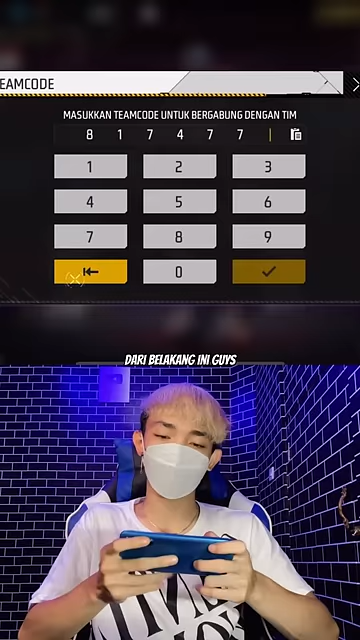 EAMCODE
MASUKKAN TEAMCODE UNTUK BERGABUNG DENGAN TIM
8 1 7 4 7 7
1 2 3
4 5 6
7 8 9
0
DARI BELAKANG INI GUYS